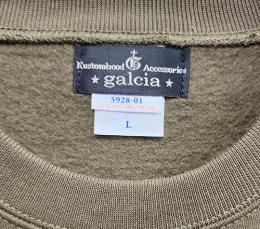 Kustomhood G Accessories
★ galcia ★
5928-01
L